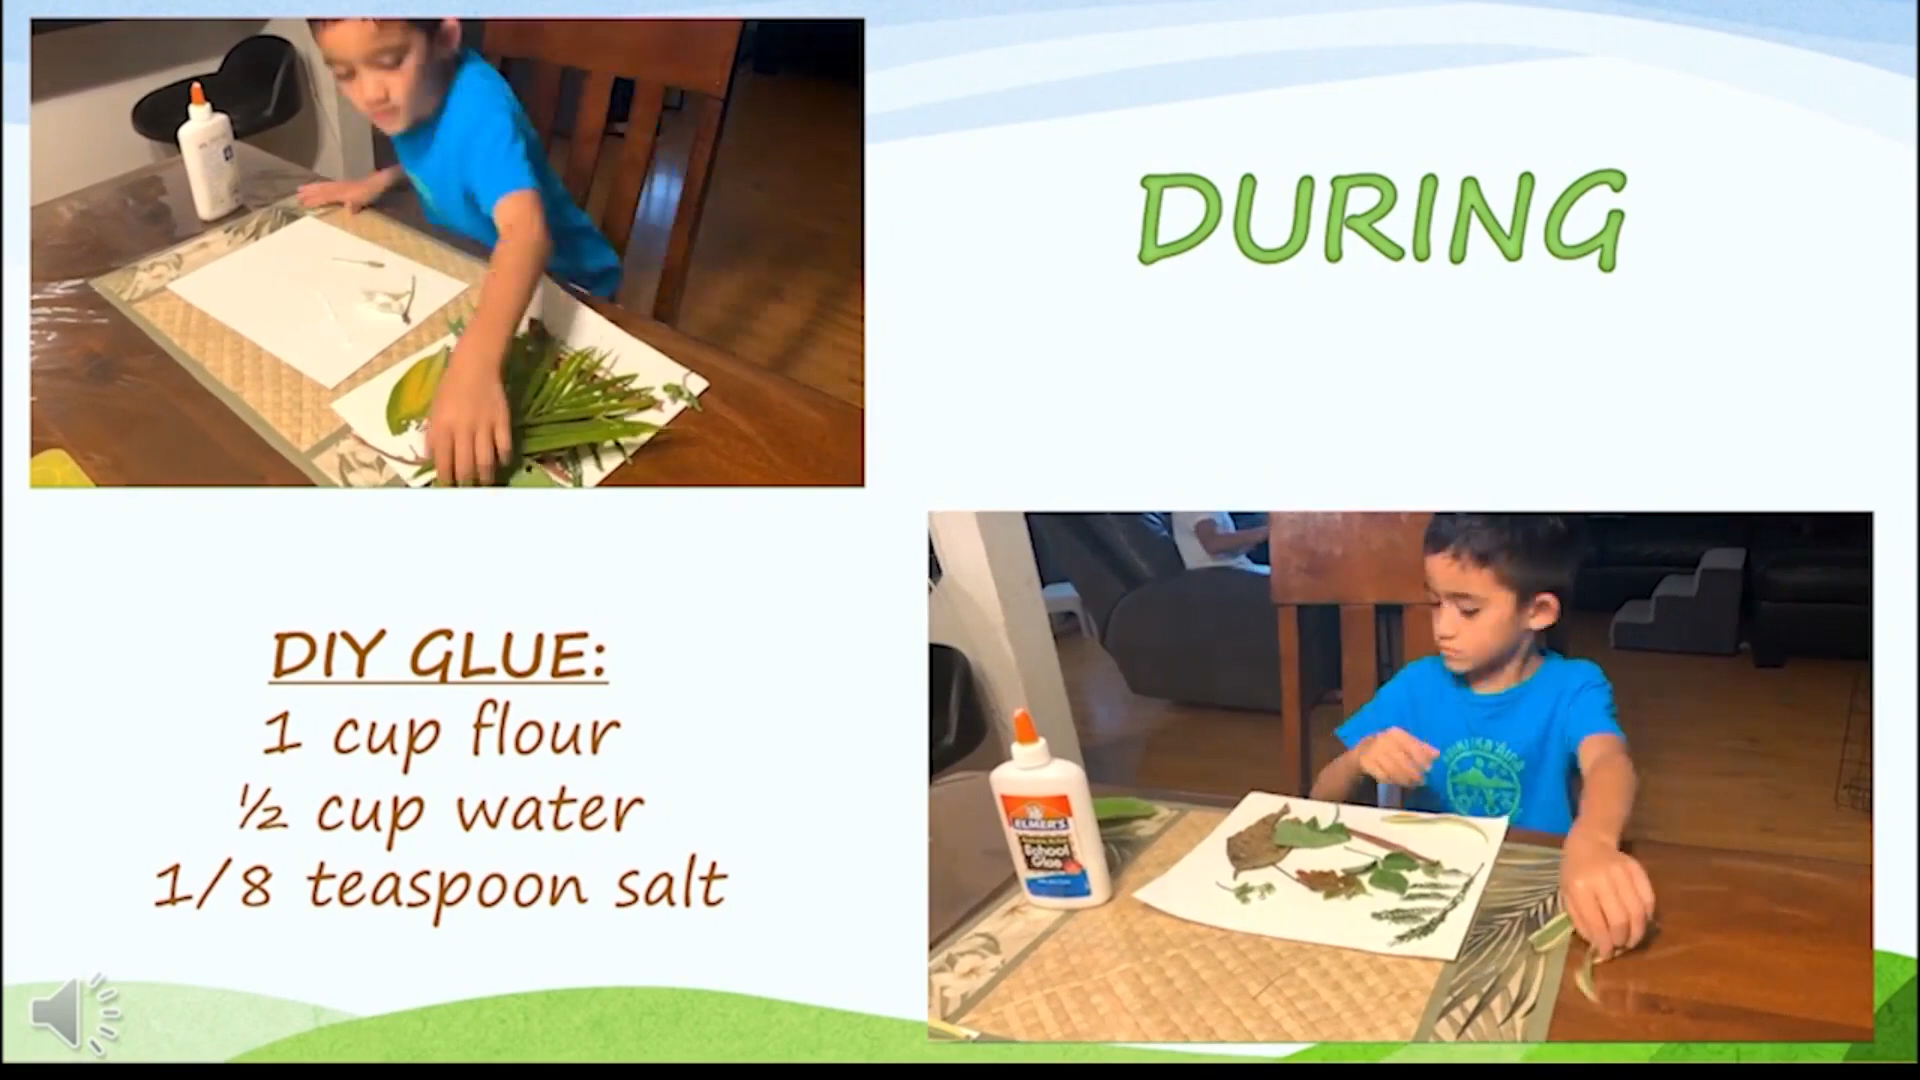 DURING
DIY GLUE:
1 cup flour
½ cup water
1/8 teaspoon salt
ELMER'S
School
Glue